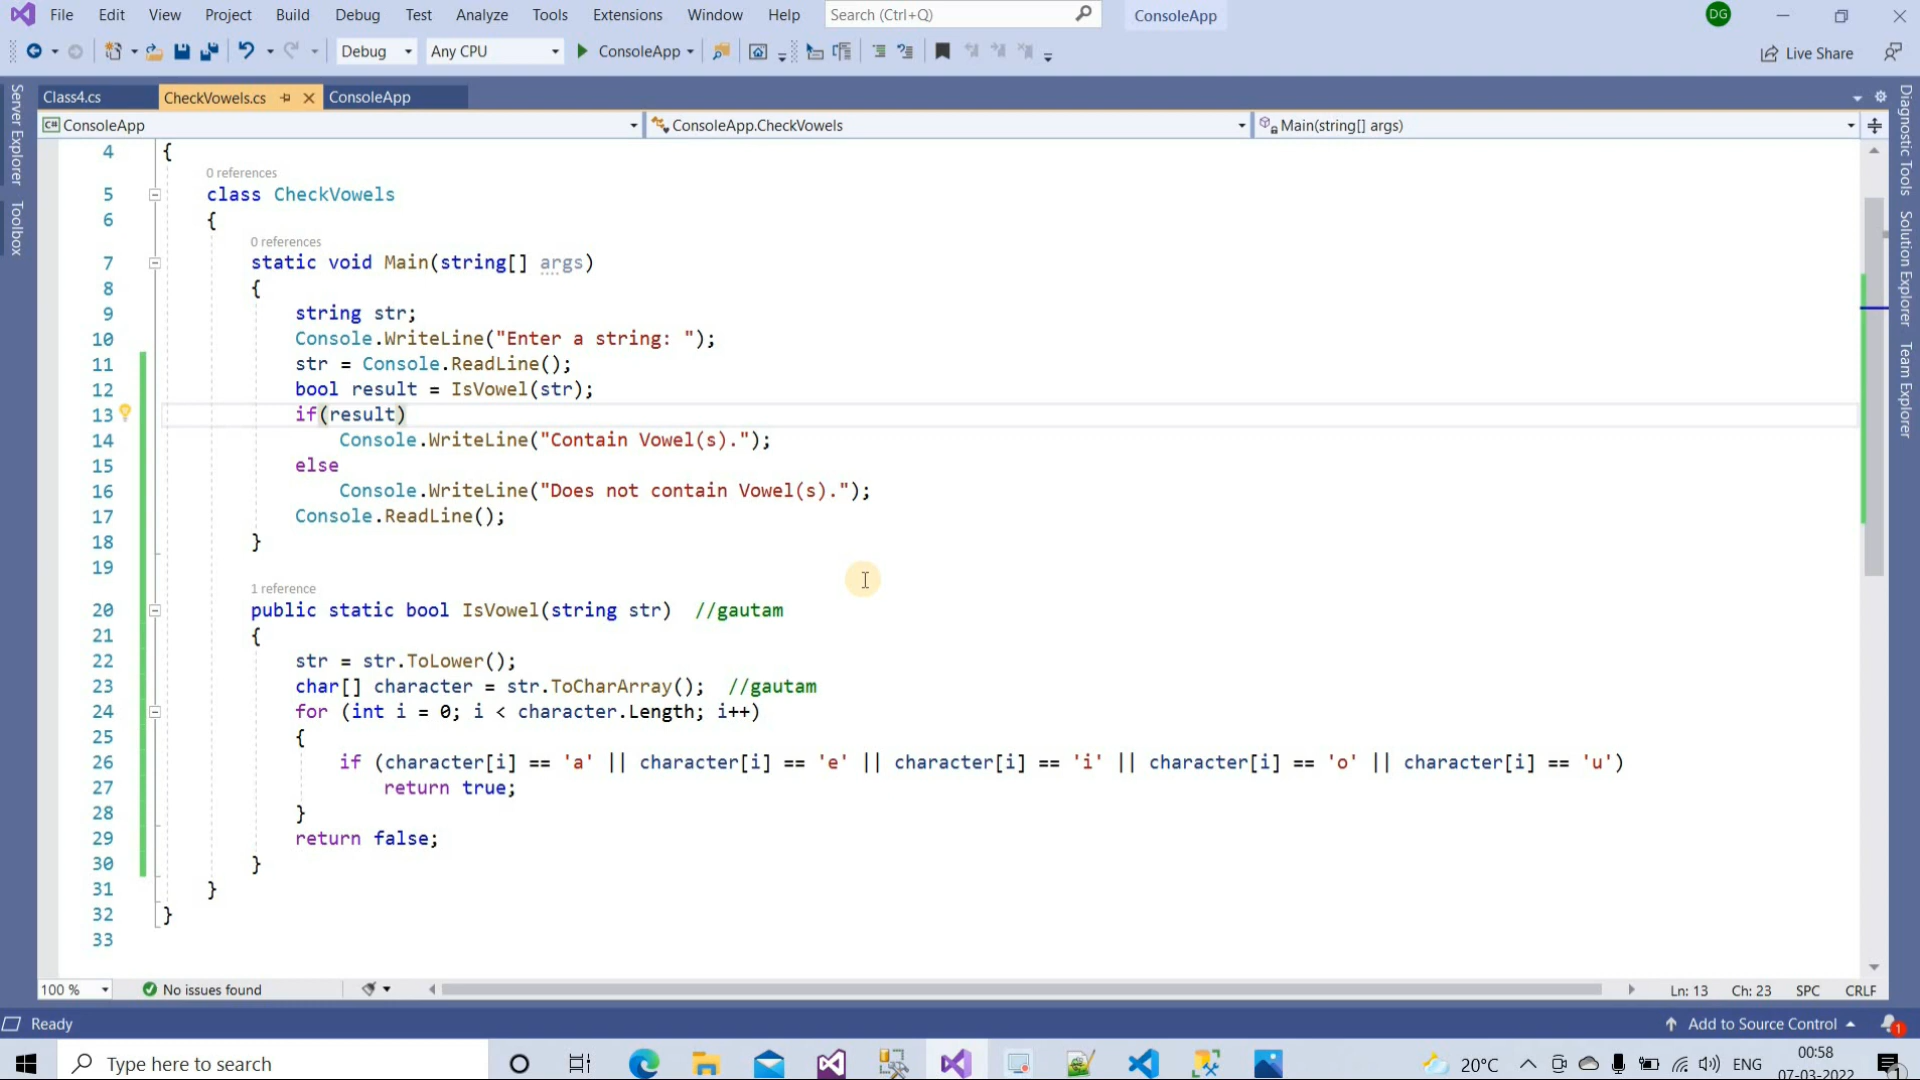 File Edit View Project Build Debug Test Analyze Tools Extensions Window Help Search (Ctrl+Q) ConsoleApp DG
Debug Any CPU ConsoleApp Live Share
Server Explorer
Toolbox
Class4.cs CheckVowels.cs ConsoleApp
C# ConsoleApp ConsoleApp.CheckVowels Main(string[] args)
4 {
0 references
5 class CheckVowels
6 {
0 references
7 static void Main(string[] args)
8 {
9 string str;
10 Console.WriteLine("Enter a string: ");
11 str = Console.ReadLine();
12 bool result = IsVowel(str);
13 if(result)
14 Console.WriteLine("Contain Vowel(s).");
15 else
16 Console.WriteLine("Does not contain Vowel(s).");
17 Console.ReadLine();
18 }
19
1 reference
20 public static bool IsVowel(string str) //gautam
21 {
22 str = str.ToLower();
23 char[] character = str.ToCharArray(); //gautam
24 for (int i = 0; i < character.Length; i++)
25 {
26 if (character[i] == 'a' || character[i] == 'e' || character[i] == 'i' || character[i] == 'o' || character[i] == 'u')
27 return true;
28 }
29 return false;
30 }
31 }
32 }
33
Diagnostic Tools
Solution Explorer
Team Explorer
100 % No issues found Ln: 13 Ch: 23 SPC CRLF
Ready Add to Source Control 1
Type here to search 20°C ENG 00:58
07-03-2022 1